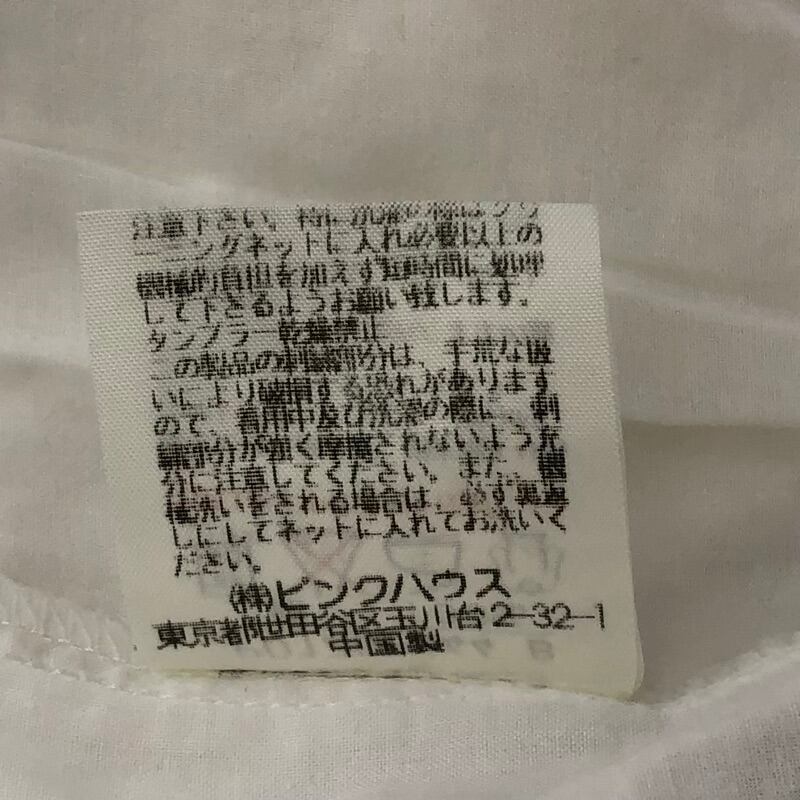 注意下さい。特に洗濯の際はクリ
ーニングネットに入れ必要以上の
機械的負担を加えず短時間に処理
して下さるようお願い致します。
タンブラー乾燥禁止
この製品の刺繍部分は、手荒な扱
いにより破損する恐れがあります
ので、着用中及び洗濯の際に、刺
繍部分が強く摩擦されないよう充
分に注意してください。また、機
械洗いをされる場合は、必ず裏返
しにしてネットに入れてお洗いく
ださい。
(株)ピンクハウス
東京都世田谷区玉川台2-32-1
中国製